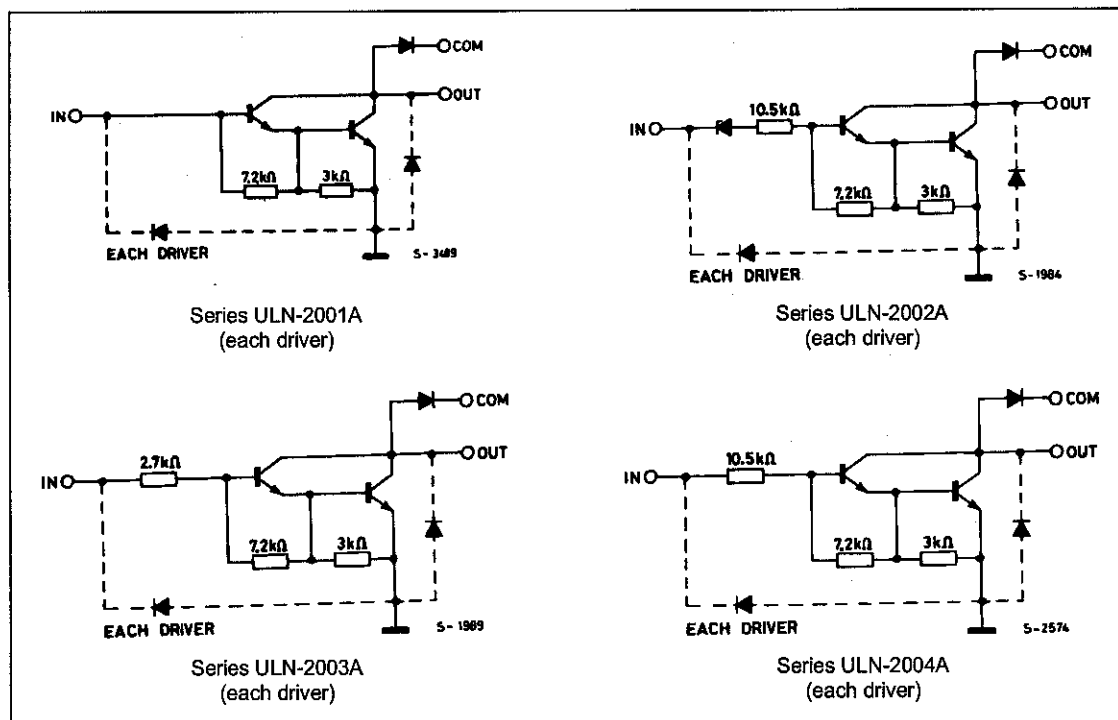 COM
OUT
IN
7.2kΩ
3kΩ
EACH DRIVER
S-3489
Series ULN-2001A
(each driver)
COM
OUT
IN
10.5kΩ
7.2kΩ
3kΩ
EACH DRIVER
S-1984
Series ULN-2002A
(each driver)
COM
OUT
2.7kΩ
IN
7.2kΩ
3kΩ
EACH DRIVER
S-1989
Series ULN-2003A
(each driver)
COM
OUT
10.5kΩ
IN
7.2kΩ
3kΩ
EACH DRIVER
S-2574
Series ULN-2004A
(each driver)